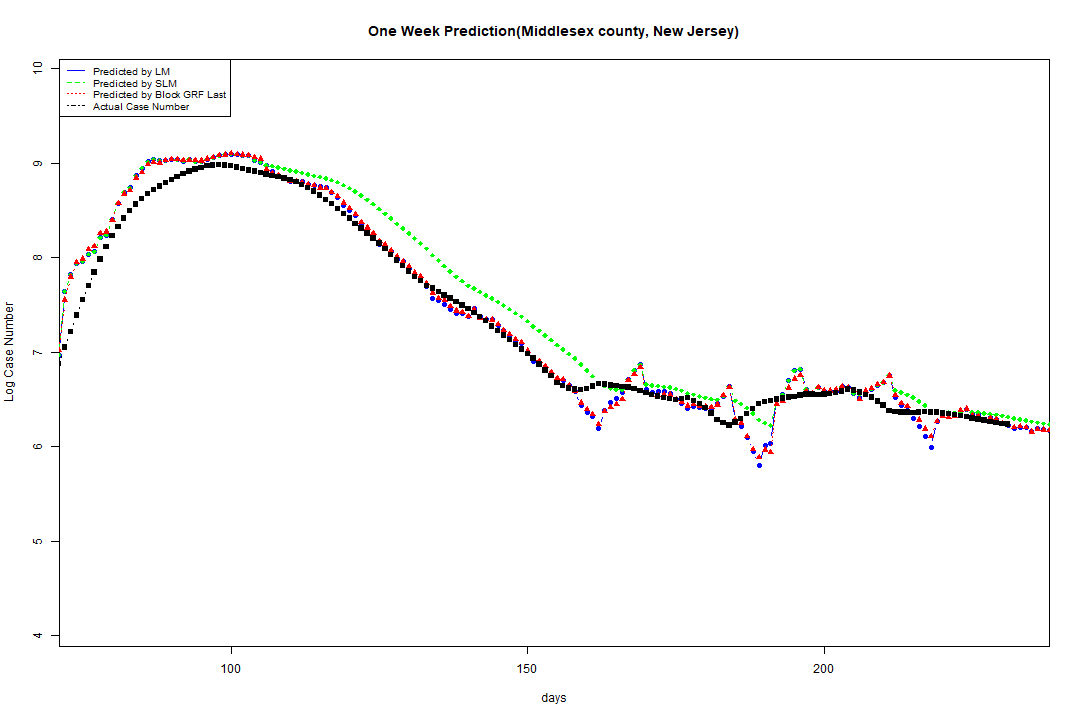 One Week Prediction(Middlesex county, New Jersey)
Predicted by LM
Predicted by SLM
Predicted by Block GRF Last
Actual Case Number
Log Case Number
10
9
8
7
6
5
4
100 150 200
days